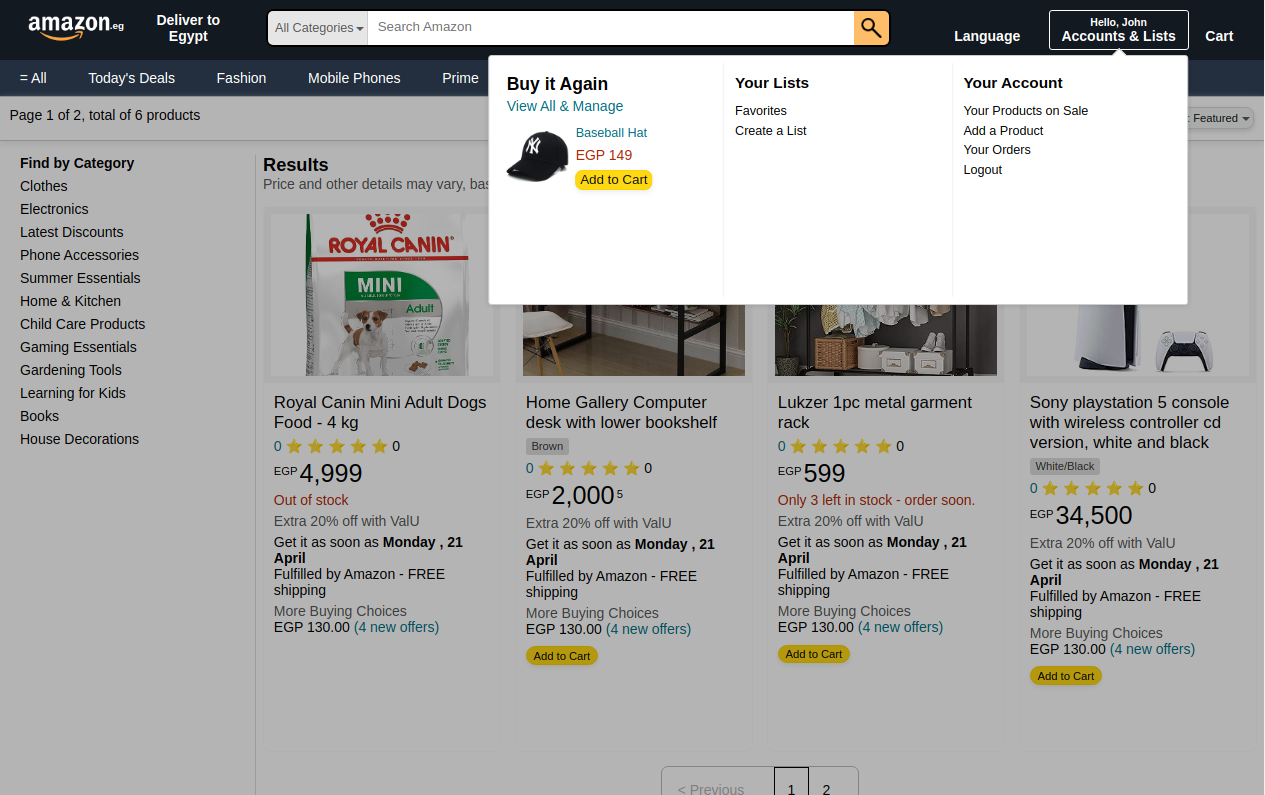 amazon.eg
Deliver to
Egypt
All Categories
Search Amazon
Language
Hello, John
Accounts & Lists
Cart
= All
Today's Deals
Fashion
Mobile Phones
Prime
Buy it Again
View All & Manage
Baseball Hat
EGP 149
Add to Cart
Your Lists
Favorites
Create a List
Your Account
Your Products on Sale
Add a Product
Your Orders
Logout
Page 1 of 2, total of 6 products
: Featured
Find by Category
Clothes
Electronics
Latest Discounts
Phone Accessories
Summer Essentials
Home & Kitchen
Child Care Products
Gaming Essentials
Gardening Tools
Learning for Kids
Books
House Decorations
Results
Price and other details may vary, bas
ROYAL CANIN
MINI
Adult
Royal Canin Mini Adult Dogs
Food - 4 kg
0 ⭐ ⭐ ⭐ ⭐ ⭐ 0
EGP 4,999
Out of stock
Extra 20% off with ValU
Get it as soon as Monday , 21
April
Fulfilled by Amazon - FREE
shipping
More Buying Choices
EGP 130.00 (4 new offers)
Home Gallery Computer
desk with lower bookshelf
Brown
0 ⭐ ⭐ ⭐ ⭐ ⭐ 0
EGP 2,000 5
Extra 20% off with ValU
Get it as soon as Monday , 21
April
Fulfilled by Amazon - FREE
shipping
More Buying Choices
EGP 130.00 (4 new offers)
Add to Cart
Lukzer 1pc metal garment
rack
0 ⭐ ⭐ ⭐ ⭐ ⭐ 0
EGP 599
Only 3 left in stock - order soon.
Extra 20% off with ValU
Get it as soon as Monday , 21
April
Fulfilled by Amazon - FREE
shipping
More Buying Choices
EGP 130.00 (4 new offers)
Add to Cart
Sony playstation 5 console
with wireless controller cd
version, white and black
White/Black
0 ⭐ ⭐ ⭐ ⭐ ⭐ 0
EGP 34,500
Extra 20% off with ValU
Get it as soon as Monday , 21
April
Fulfilled by Amazon - FREE
shipping
More Buying Choices
EGP 130.00 (4 new offers)
Add to Cart
< Previous
1
2